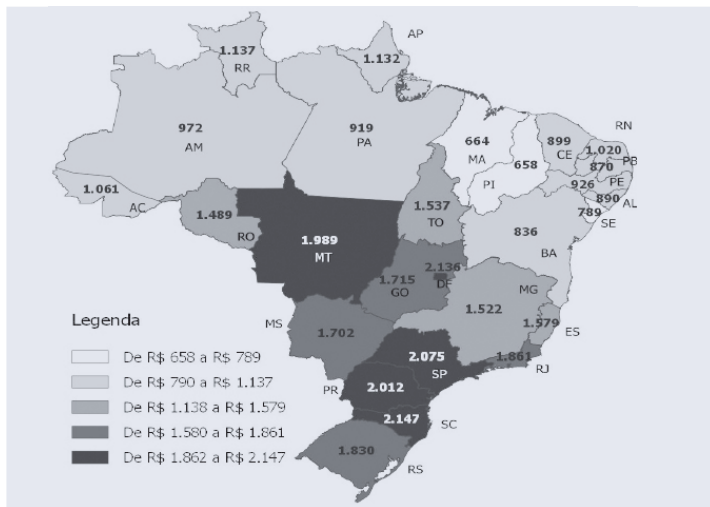 AP
1.137
RR
1.132
972
AM
919
PA
664
MA
658
PI
899
CE
RN
1.020
PB
870
926
PE
890
AL
789
SE
1.061
AC
1.489
RO
1.537
TO
1.989
MT
836
BA
2.136
DF
1.715
GO
MG
1.522
1.579
ES
MS
1.702
2.075
SP
1.861
RJ
PR
2.012
2.147
SC
1.830
RS
Legenda
De R$ 658 a R$ 789
De R$ 790 a R$ 1.137
De R$ 1.138 a R$ 1.579
De R$ 1.580 a R$ 1.861
De R$ 1.862 a R$ 2.147